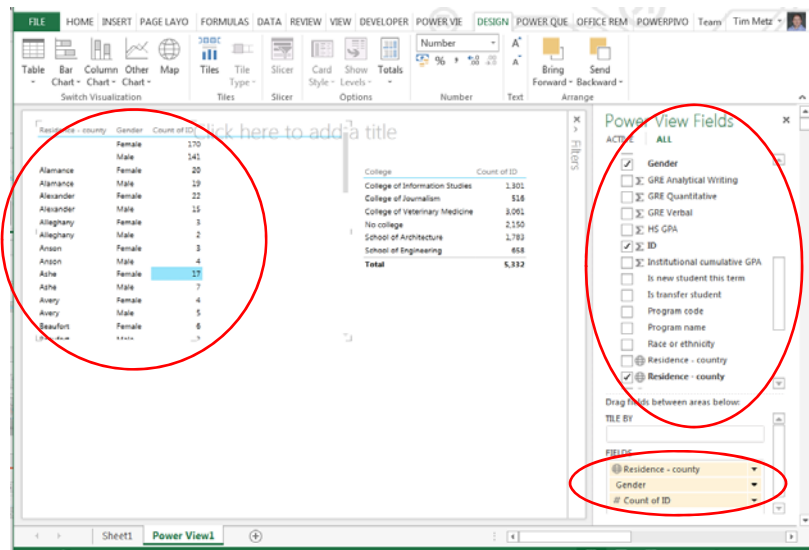 FILE HOME INSERT PAGE LAYO FORMULAS DATA REVIEW VIEW DEVELOPER POWER VIE DESIGN POWER QUE OFFICE REM POWERPIVO Team Tim Metz
Number
Table Bar Chart Column Chart Other Chart Map Tiles Tile Type Slicer Card Style Show Levels Totals % , Bring Forward Send Backward
Switch Visualization Tiles Slicer Options Number Text Arrange
Click here to add a title
Residence - county Gender Count of ID
Female 170
Male 141
Alamance Female 20
Alamance Male 19
Alexander Female 22
Alexander Male 15
Alleghany Female 3
Alleghany Male 2
Anson Female 3
Anson Male 4
Ashe Female 17
Ashe Male 7
Avery Female 4
Avery Male 5
Beaufort Female 6
Beaufort Male
College Count of ID
College of Information Studies 1,301
College of Journalism 516
College of Veterinary Medicine 3,061
No college 2,150
School of Architecture 1,783
School of Engineering 658
Total 5,332
Filters
Power View Fields
ACTIVE ALL
Gender
Σ GRE Analytical Writing
Σ GRE Quantitative
Σ GRE Verbal
Σ HS GPA
Σ ID
Σ Institutional cumulative GPA
Is new student this term
Is transfer student
Program code
Program name
Race or ethnicity
Residence - country
Residence - county
Drag fields between areas below:
TILE BY
FIELDS
Residence - county
Gender
# Count of ID
Sheet1 Power View1